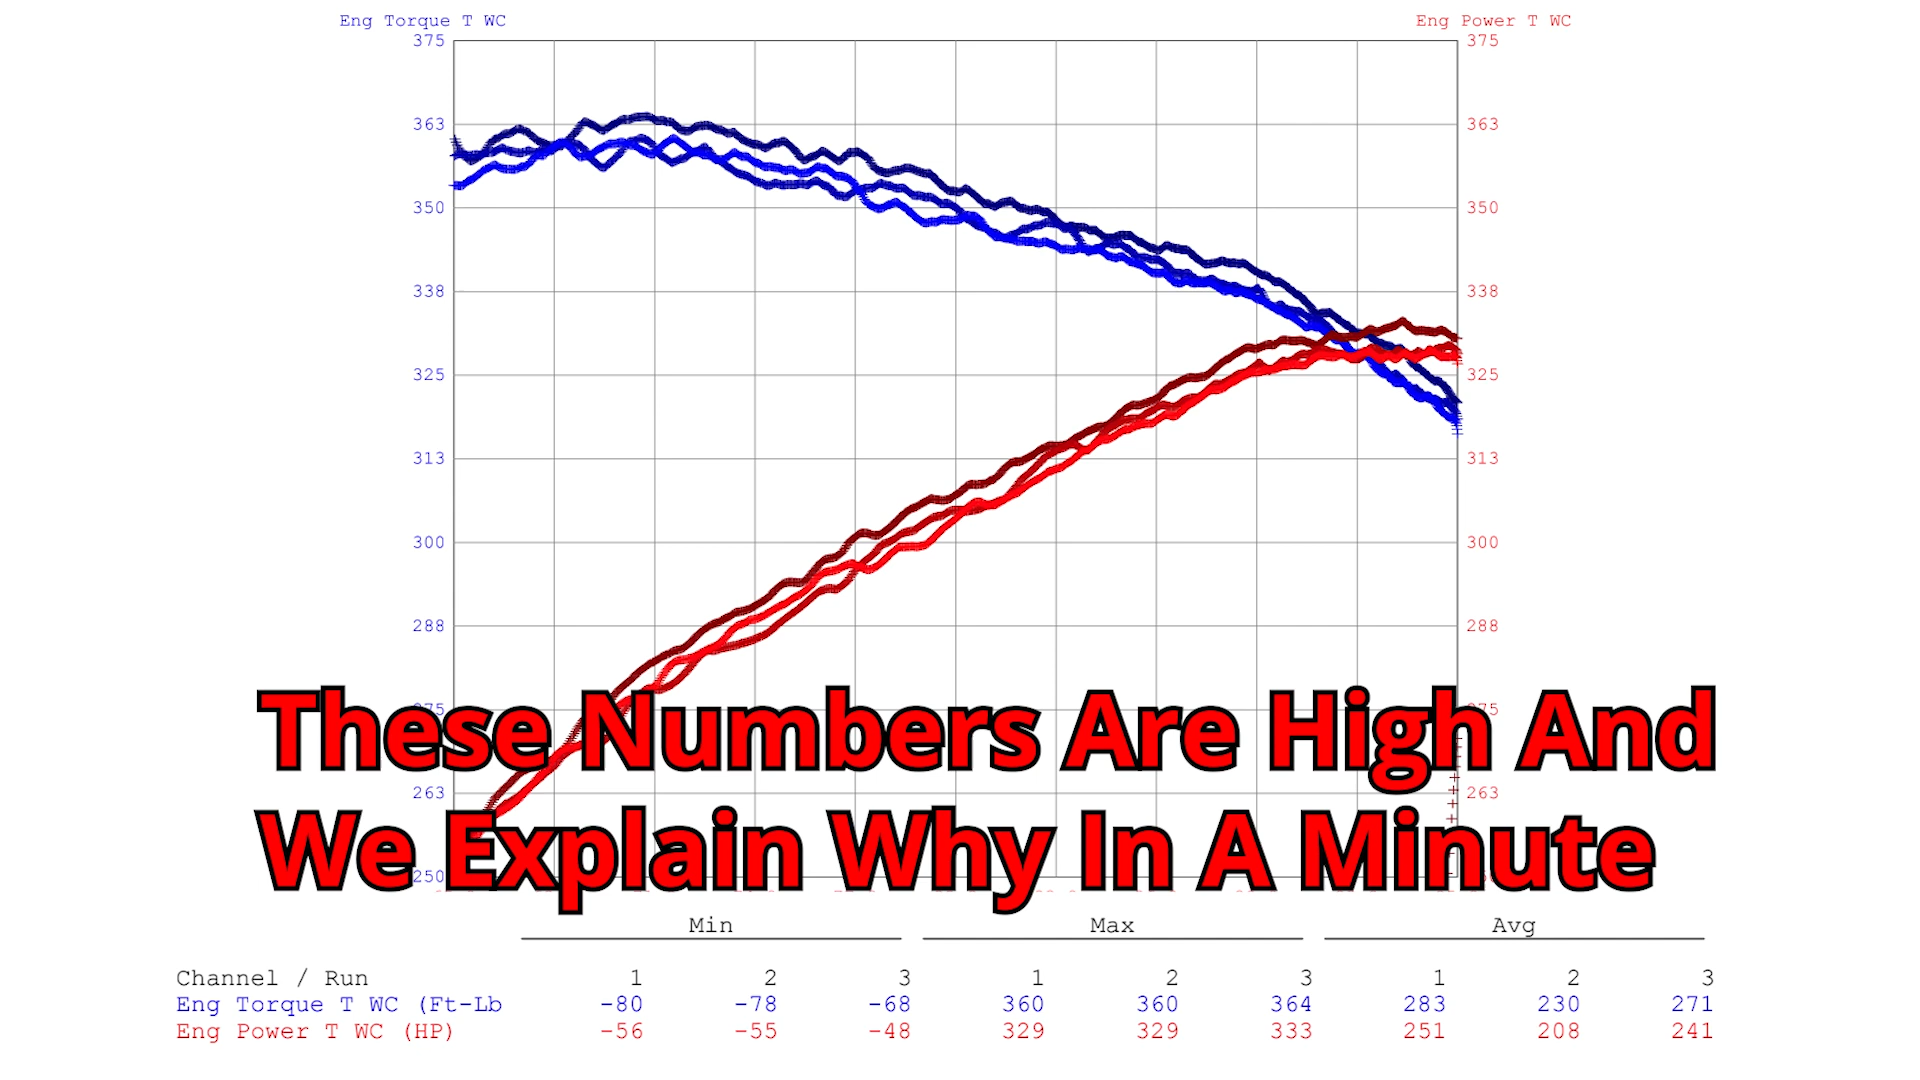 Eng Torque T WC Eng Power T WC
375 375
363 363
350 350
338 338
325 325
313 313
300 300
288 288
These Numbers Are High And
263 263
We Explain Why In A Minute
250
Min Max Avg
Channel / Run 1 2 3 1 2 3 1 2 3
Eng Torque T WC (Ft-Lb -80 -78 -68 360 360 364 283 230 271
Eng Power T WC (HP) -56 -55 -48 329 329 333 251 208 241